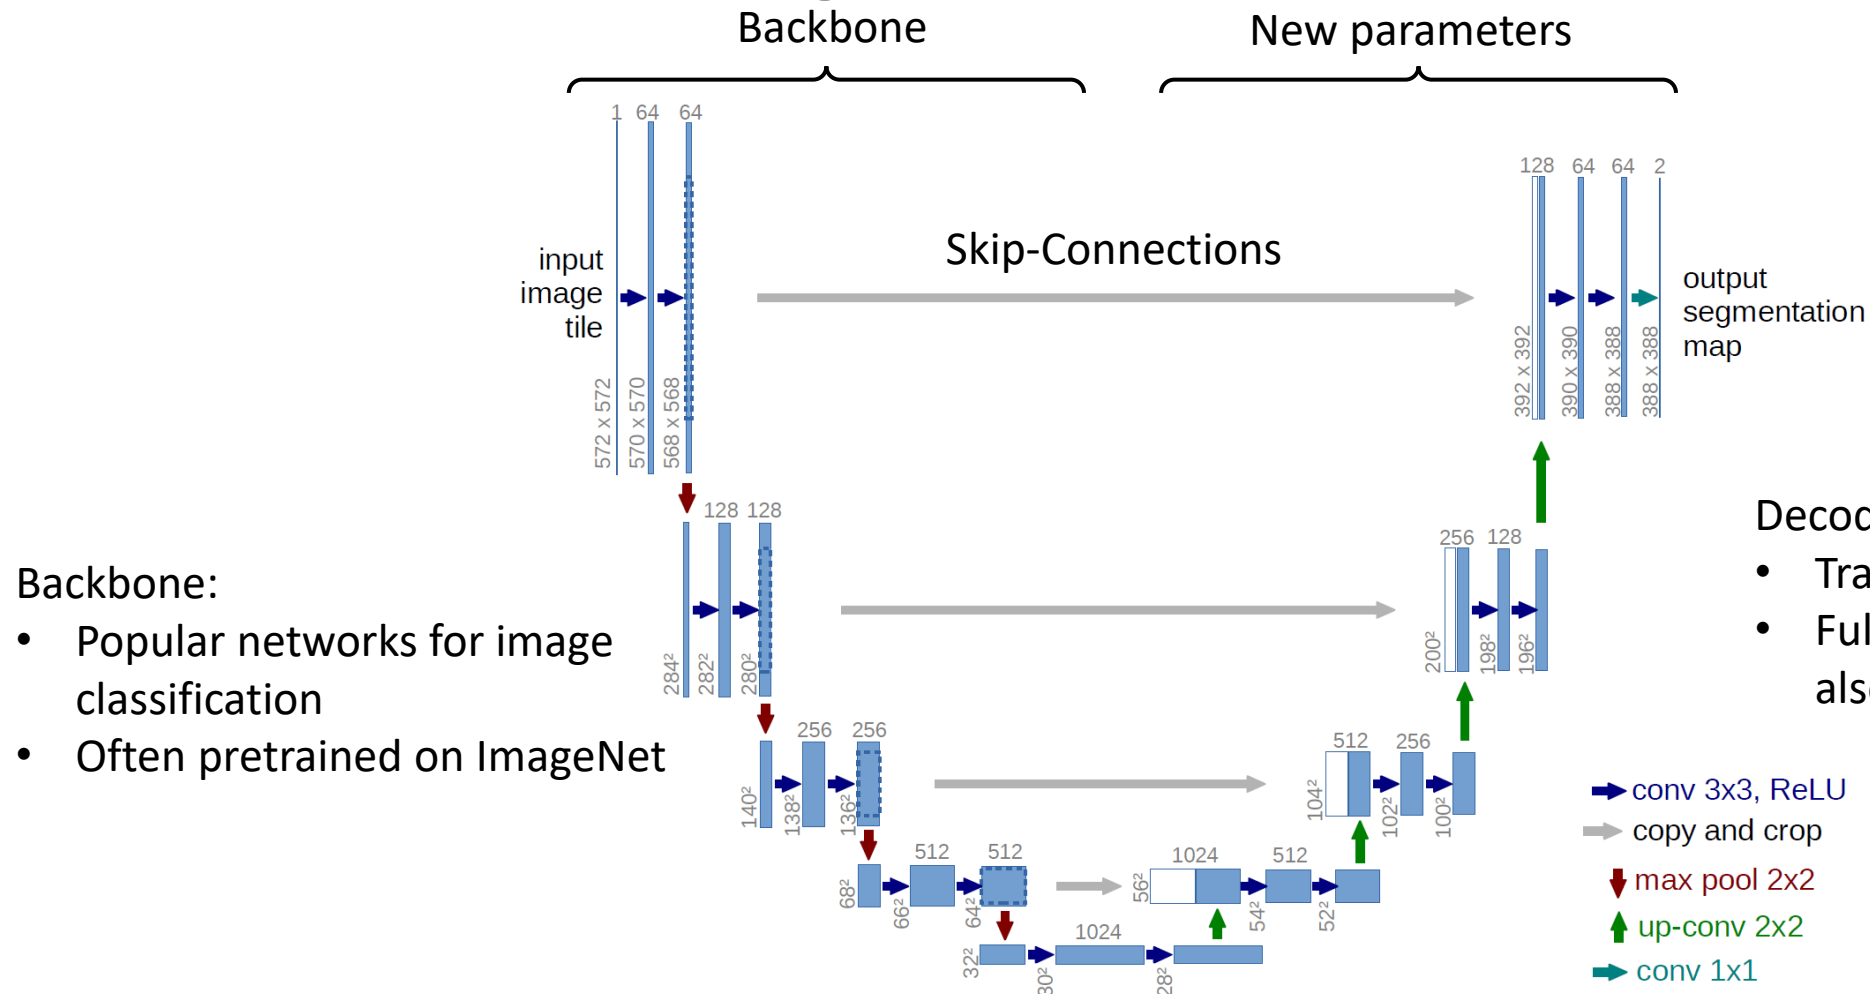 Backbone
New parameters
1 64 64
128 64 64 2
Skip-Connections
input
image
tile
output
segmentation
map
572 x 572
570 x 570
568 x 568
392 x 392
390 x 390
388 x 388
388 x 388
128 128
256 128
284²
282²
280²
200²
198²
196²
Backbone:
• Popular networks for image
classification
• Often pretrained on ImageNet
256 256
512 256
140²
138²
136²
104²
102²
100²
512 512
1024 512
68²
66²
64²
56²
54²
52²
1024
32²
30²
28²
conv 3x3, ReLU
copy and crop
max pool 2x2
up-conv 2x2
conv 1x1